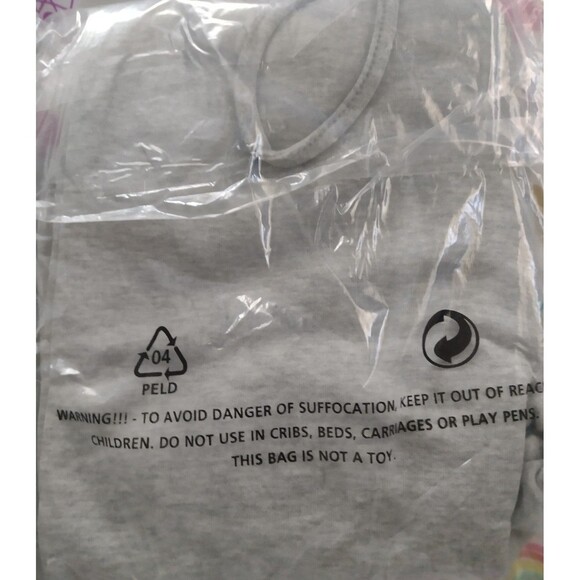 04
PELD
WARNING!!! - TO AVOID DANGER OF SUFFOCATION, KEEP IT OUT OF REAC
CHILDREN. DO NOT USE IN CRIBS, BEDS, CARRIAGES OR PLAY PENS.
THIS BAG IS NOT A TOY.